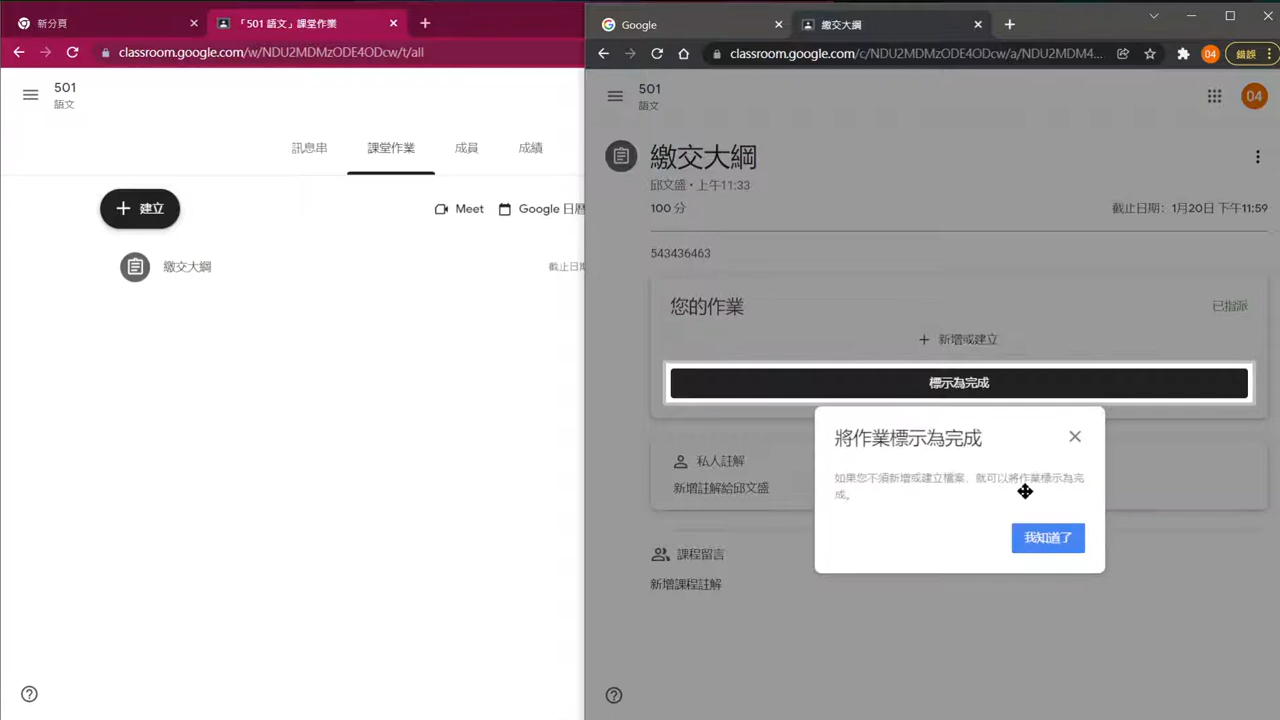 新分頁
「501 語文」課堂作業
classroom.google.com/w/NDU2MDMzODE4ODcw/t/all
501
語文
訊息串
課堂作業
成員
成績
建立
Meet
Google 日曆
繳交大綱
截止日期
Google
繳交大綱
classroom.google.com/c/NDU2MDMzODE4ODcw/a/NDU2MDM4...
04
錯誤
501
語文
04
繳交大綱
邱文盛・上午11:33
100 分
截止日期：1月20日 下午11:59
543436463
您的作業
已指派
新增或建立
標示為完成
將作業標示為完成
如果您不須新增或建立檔案，就可以將作業標示為完
成。
我知道了
私人註解
新增註解給邱文盛
課程留言
新增課程註解